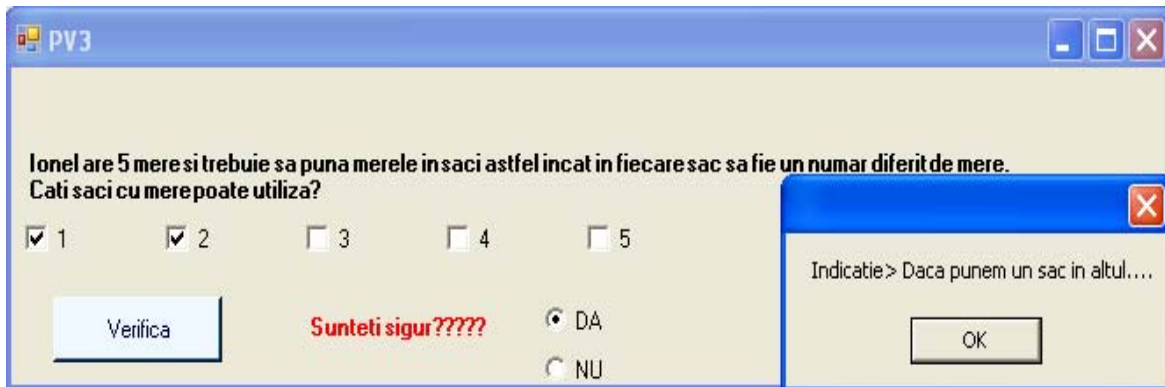 PV3
Ionel are 5 mere si trebuie sa puna merele in saci astfel incat in fiecare sac sa fie un numar diferit de mere.
Cati saci cu mere poate utiliza?
1 2 3 4 5
Indicatie> Daca punem un sac in altul....
Verifica
Sunteti sigur?????
DA
NU
OK